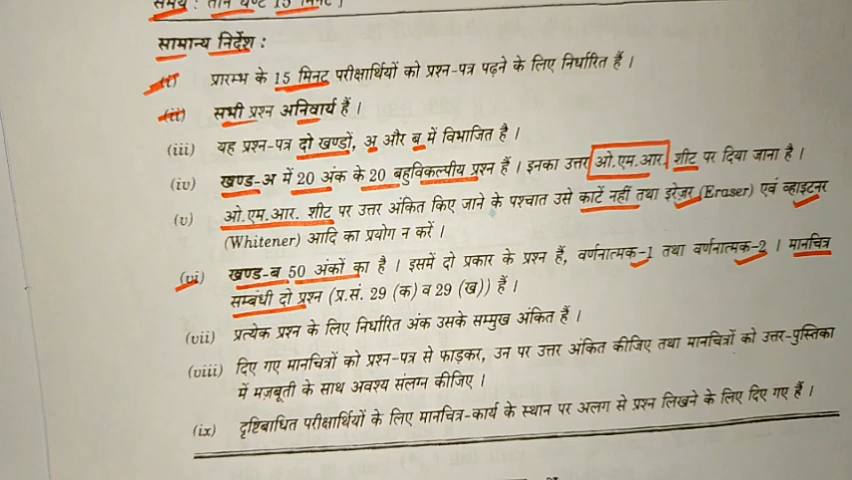 समय : तीन घण्टे 15 मिनट ।
सामान्य निर्देश :
(i) प्रारम्भ के 15 मिनट परीक्षार्थियों को प्रश्न-पत्र पढ़ने के लिए निर्धारित हैं ।
(ii) सभी प्रश्न अनिवार्य हैं ।
(iii) यह प्रश्न-पत्र दो खण्डों, अ और ब में विभाजित है ।
(iv) खण्ड-अ में 20 अंक के 20 बहुविकल्पीय प्रश्न हैं । इनका उत्तर ओ.एम.आर. शीट पर दिया जाना है ।
(v) ओ.एम.आर. शीट पर उत्तर अंकित किए जाने के पश्चात उसे काटें नहीं तथा इरेज़र (Eraser) एवं व्हाइटनर
(Whitener) आदि का प्रयोग न करें ।
(vi) खण्ड-ब 50 अंकों का है । इसमें दो प्रकार के प्रश्न हैं, वर्णनात्मक-1 तथा वर्णनात्मक-2 । मानचित्र
सम्बंधी दो प्रश्न (प्र.सं. 29 (क) व 29 (ख)) हैं ।
(vii) प्रत्येक प्रश्न के लिए निर्धारित अंक उसके सम्मुख अंकित हैं ।
(viii) दिए गए मानचित्रों को प्रश्न-पत्र से फाड़कर, उन पर उत्तर अंकित कीजिए तथा मानचित्रों को उत्तर-पुस्तिका
में मज़बूती के साथ अवश्य संलग्न कीजिए ।
(ix) दृष्टिबाधित परीक्षार्थियों के लिए मानचित्र-कार्य के स्थान पर अलग से प्रश्न लिखने के लिए दिए गए हैं ।